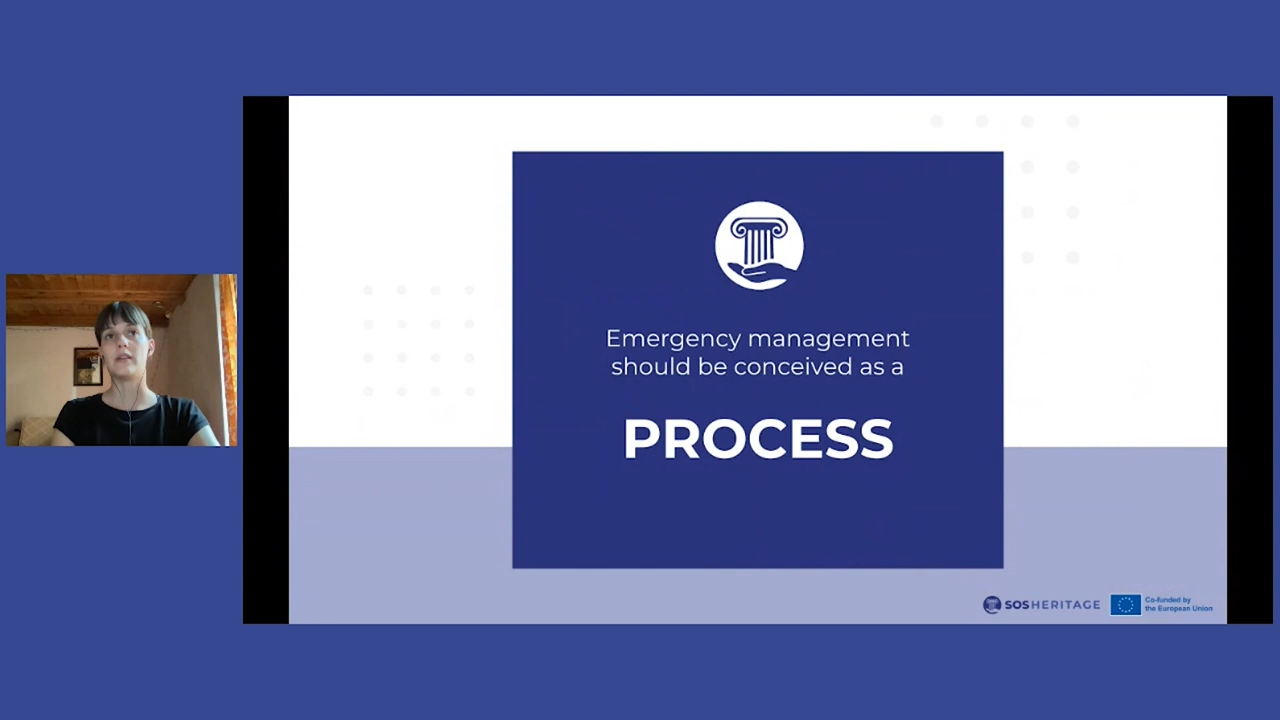 Emergency management
should be conceived as a
PROCESS
SOSHERITAGE
Co-funded by
the European Union